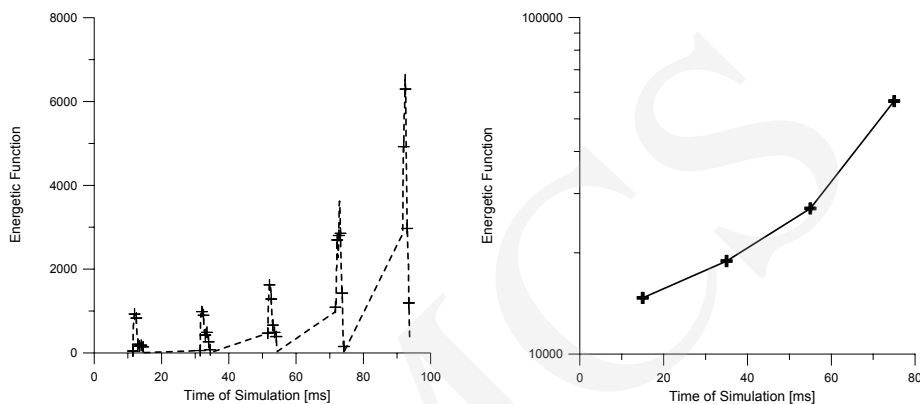 8000
6000
4000
2000
0
Energetic Function
0 20 40 60 80 100
Time of Simulation [ms]
100000
10000
Energetic Function
0 20 40 60 80
Time of Simulation [ms]
MCS